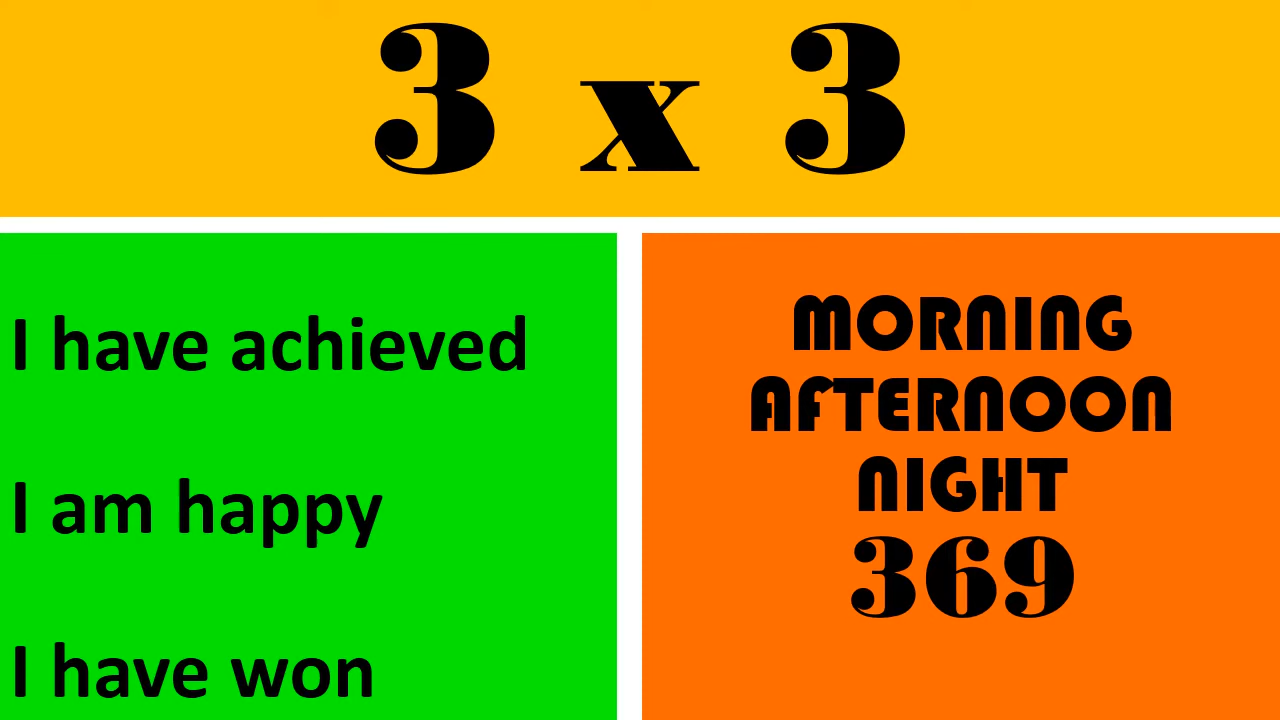 3 x 3
I have achieved
I am happy
I have won
MORNING
AFTERNOON
NIGHT
369